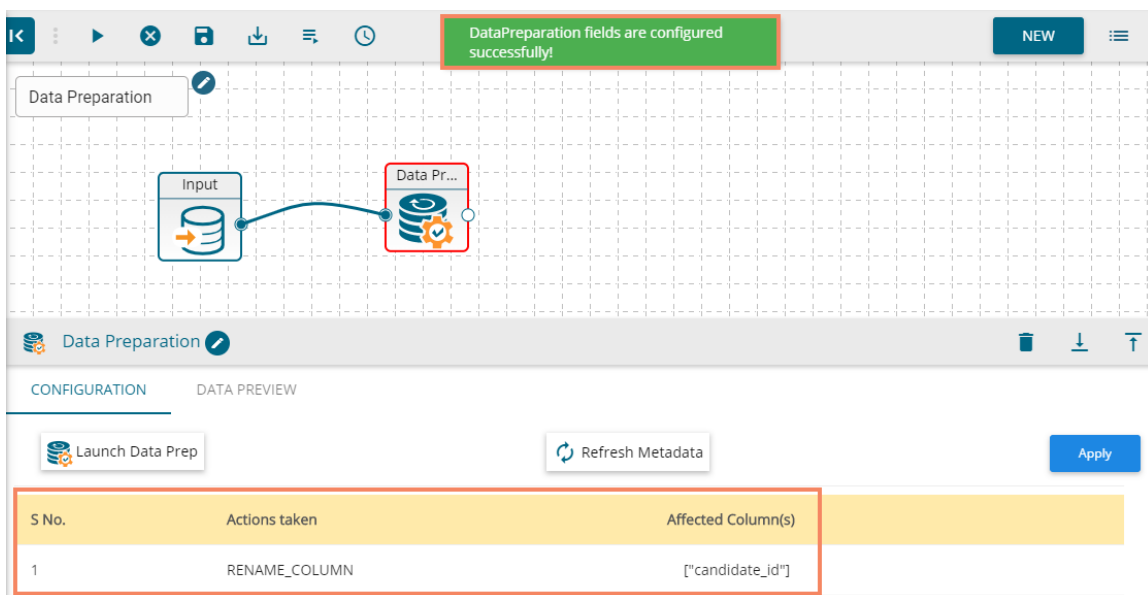 DataPreparation fields are configured
successfully!
NEW
Data Preparation
Input
Data Pr...
Data Preparation
CONFIGURATION DATA PREVIEW
Launch Data Prep Refresh Metadata Apply
S No. Actions taken Affected Column(s)
1 RENAME_COLUMN ["candidate_id"]